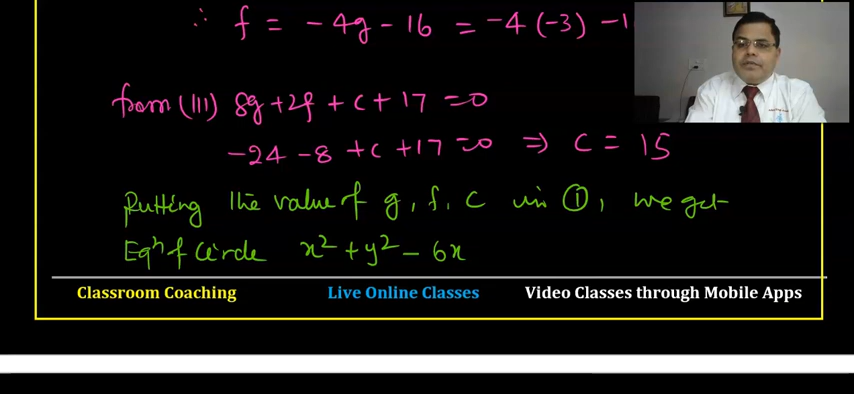 ∴ f = -4g - 16 = -4 (-3) - 1
from (III) 8g + 2f + c + 17 = 0
-24 - 8 + c + 17 = 0 ⇒ c = 15
Putting the value of g, f, c in ①, we get
Eqⁿ of Circle x² + y² - 6x
Classroom Coaching Live Online Classes Video Classes through Mobile Apps